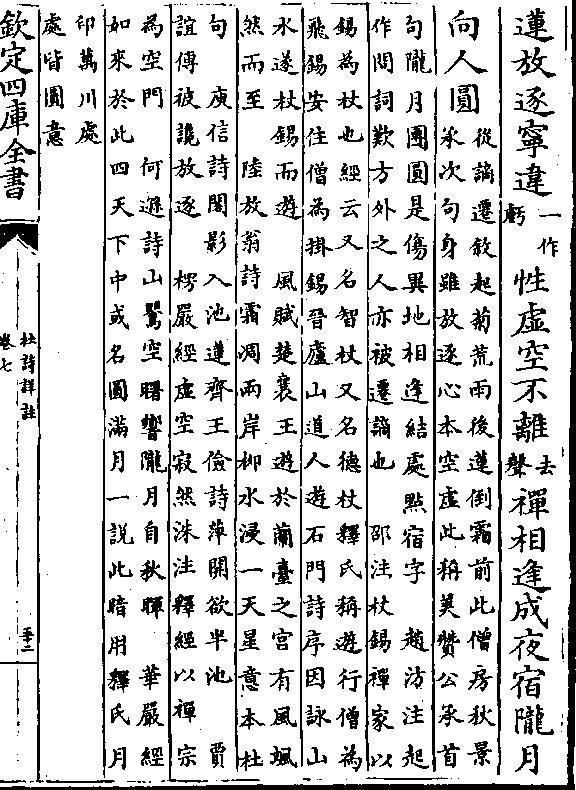 蓮放逐寧違一作虧性虛空不離去聲禪相逢成夜宿隴月
向人圓從謫遷敘起菊荒雨後蓮倒霜前此僧房秋景
承次句身雖放逐心本空虛此稱美贊公承首
句隴月團圓是傷異地相逢結處點宿字　趙汸注起
作問詞歎方外之人亦被遷謫也　邵注杖錫禪家以
錫為杖也經云又名智杖又名德杖釋氏稱遊行僧為
飛錫安住僧為掛錫晉廬山道人遊石門詩序因詠山
水遂杖錫而遊　風賦楚襄王遊於蘭臺之宮有風颯
然而至　陸放翁詩霜凋兩岸柳水浸一天星意本杜
句　庾信詩閣影入池蓮齊王儉詩萍開欲半池　賈
誼傳被讒放逐　楞嚴經虛空寂然洙注釋經以禪宗
為空門　何遜詩山鶯空曙響隴月自秋暉　華嚴經
如來於此四天下中或名圓滿月一說此暗用釋氏月
印萬川處
處皆圓意
欽定四庫全書
杜詩詳註
卷七